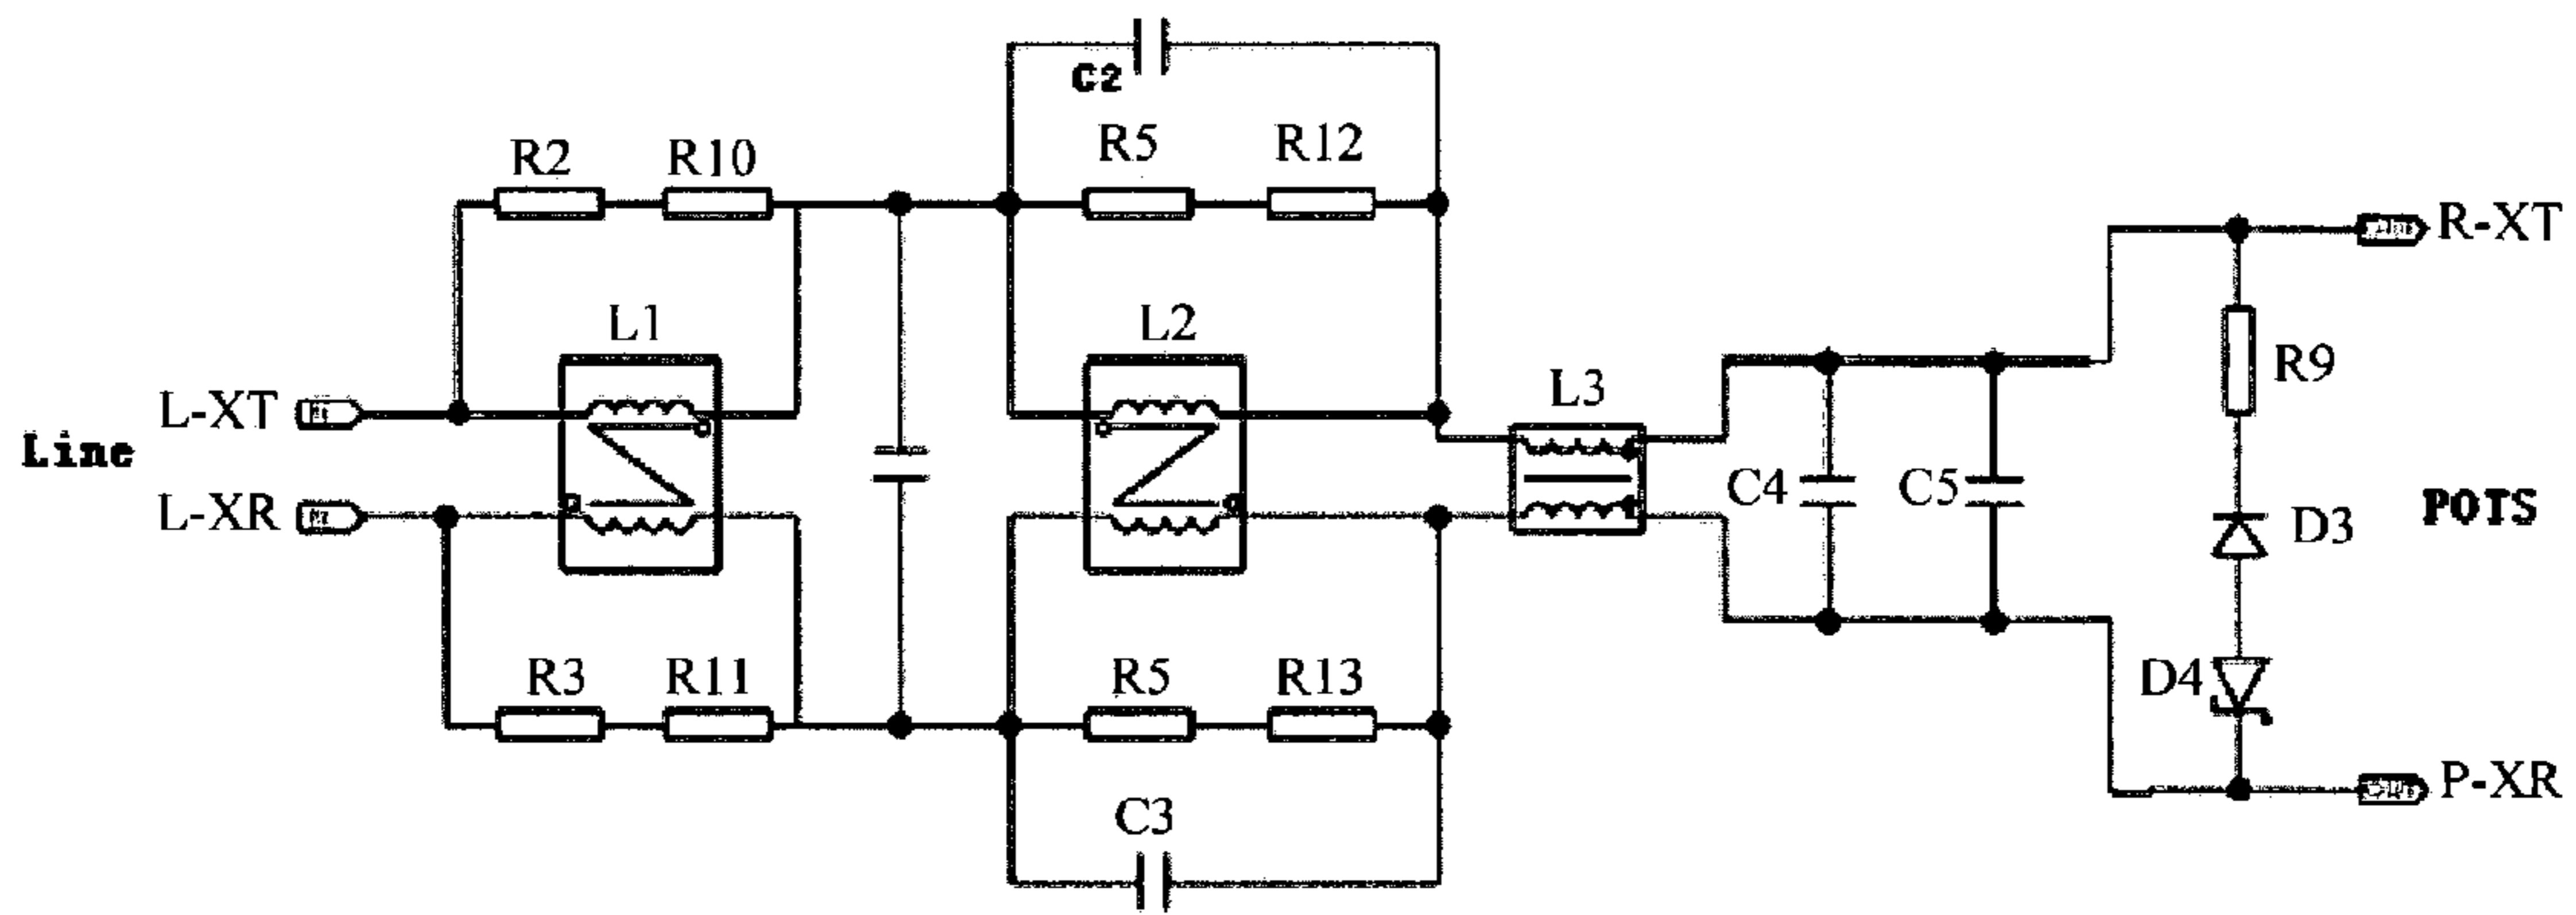 C2
R5 R12
R2 R10
R-XT
L1 L2
R9
L3
L-XT
Line
C4 C5
POTS
L-XR
D3
R3 R11 R5 R13
D4
P-XR
C3